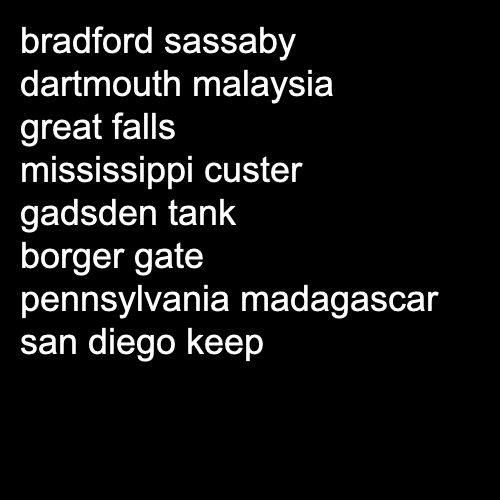 bradford sassaby
dartmouth malaysia
great falls
mississippi custer
gadsden tank
borger gate
pennsylvania madagascar
san diego keep